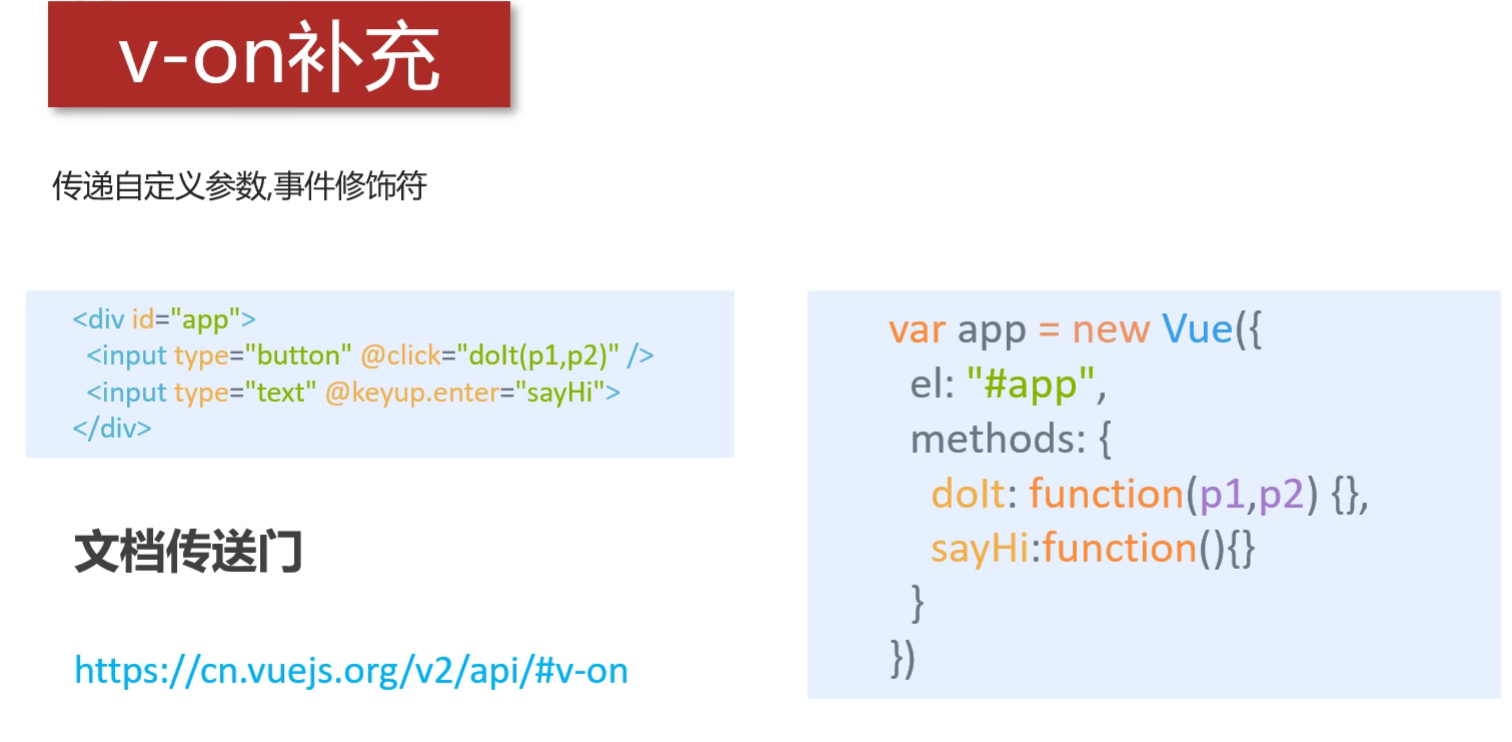 v-on补充
传递自定义参数,事件修饰符
<div id="app">
<input type="button" @click="doIt(p1,p2)" />
<input type="text" @keyup.enter="sayHi">
</div>
文档传送门
https://cn.vuejs.org/v2/api/#v-on
var app = new Vue({
el: "#app",
methods: {
doIt: function(p1,p2) {},
sayHi:function(){}
}
})